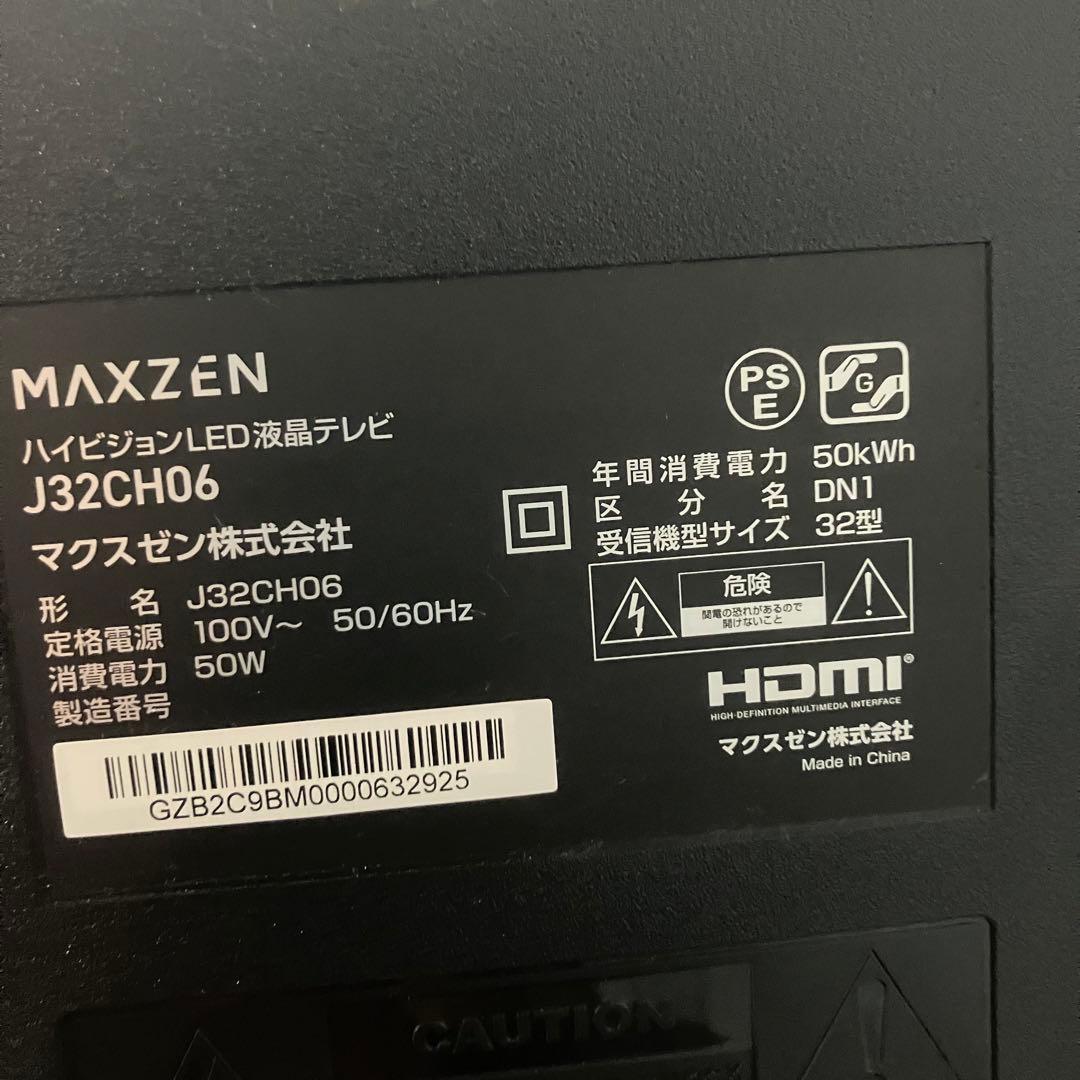 MAXZEN
ハイビジョンLED液晶テレビ
J32CH06
マクスゼン株式会社
形 名 J32CH06
定格電源 100V～ 50/60Hz
消費電力 50W
製造番号
GZB2C9BM0000632925
PS
E
G
年間消費電力 50kWh
区分名 DN1
受信機型サイズ 32型
危険
関電の恐れがあるので
開けないこと
HDMI®
HIGH-DEFINITION MULTIMEDIA INTERFACE
マクスゼン株式会社
Made in China
CAUTION